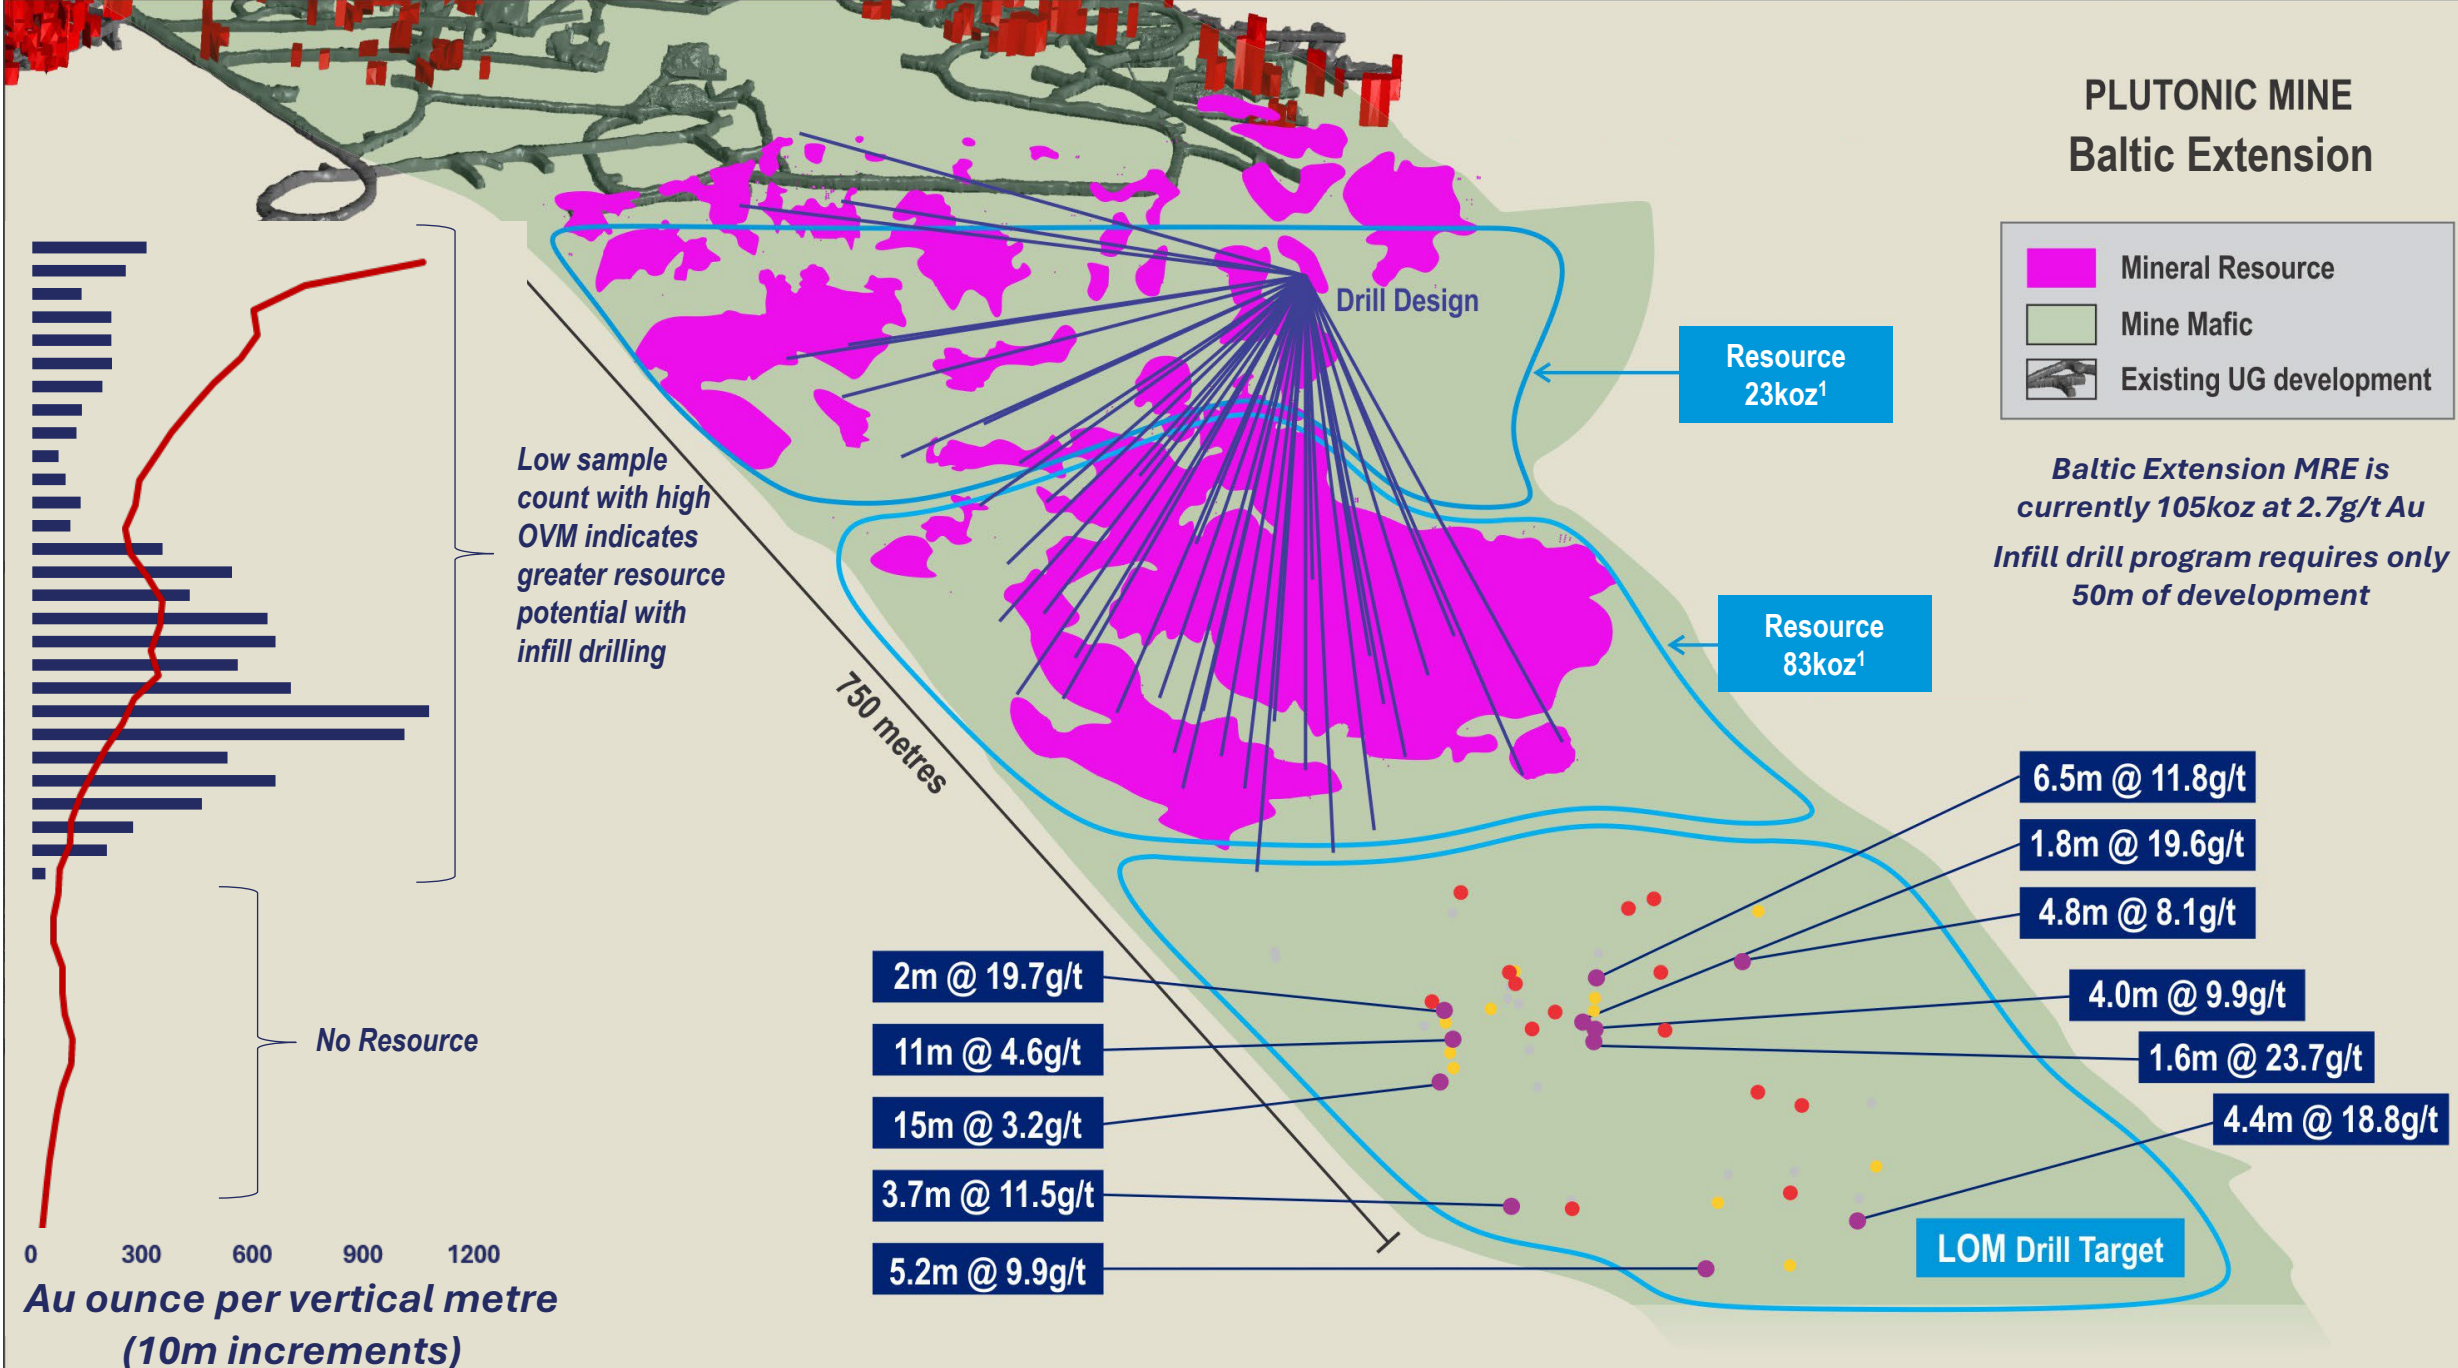 PLUTONIC MINE
Baltic Extension
Mineral Resource
Mine Mafic
Existing UG development
Baltic Extension MRE is
currently 105koz at 2.7g/t Au
Infill drill program requires only
50m of development
Drill Design
Resource
23koz¹
Resource
83koz¹
Low sample
count with high
OVM indicates
greater resource
potential with
infill drilling
750 metres
No Resource
6.5m @ 11.8g/t
1.8m @ 19.6g/t
4.8m @ 8.1g/t
4.0m @ 9.9g/t
1.6m @ 23.7g/t
4.4m @ 18.8g/t
2m @ 19.7g/t
11m @ 4.6g/t
15m @ 3.2g/t
3.7m @ 11.5g/t
5.2m @ 9.9g/t
LOM Drill Target
0 300 600 900 1200
Au ounce per vertical metre
(10m increments)